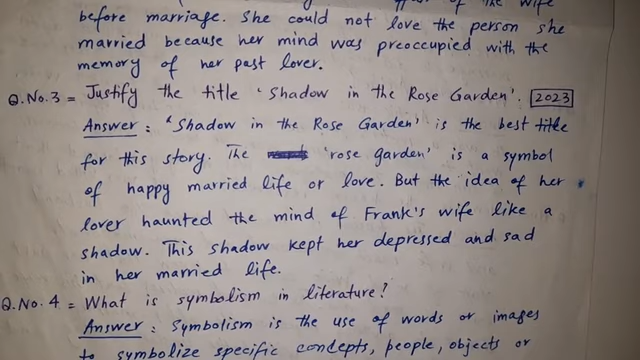 of the wife
before marriage. She could not love the person she
married because her mind was preoccupied with the
memory of her past lover.
Q.No.3 = Justify the title 'Shadow in the Rose Garden'. 2023
Answer : 'Shadow in the Rose Garden' is the best title
for this story. The 'rose garden' is a symbol
of happy married life or love. But the idea of her
lover haunted the mind of Frank's wife like a
shadow. This shadow kept her depressed and sad
in her married life.
Q.No. 4 = What is symbolism in literature?
Answer : Symbolism is the use of words or images
to symbolize specific concepts, people, objects or